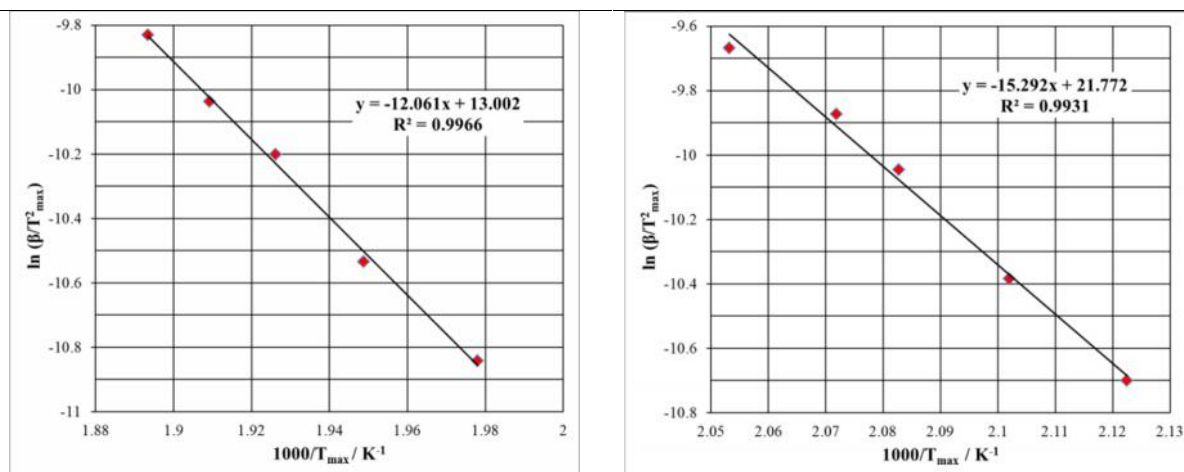 -9.8
-10
-10.2
-10.4
-10.6
-10.8
-11
ln (β/T²max)
y = -12.061x + 13.002
R² = 0.9966
1.88 1.9 1.92 1.94 1.96 1.98 2
1000/Tmax / K⁻¹
-9.6
-9.8
-10
-10.2
-10.4
-10.6
-10.8
ln (β/T²max)
y = -15.292x + 21.772
R² = 0.9931
2.05 2.06 2.07 2.08 2.09 2.1 2.11 2.12 2.13
1000/Tmax / K⁻¹